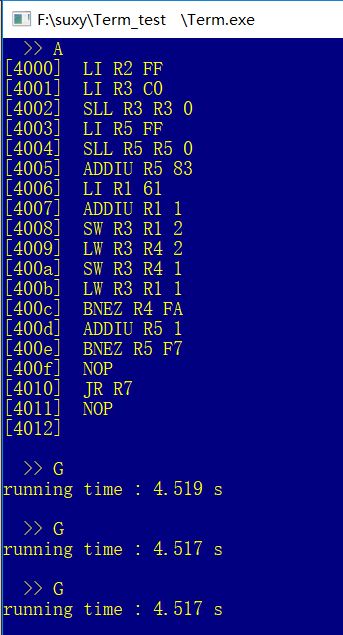 F:\suxy\Term_test \Term.exe
>> A
[4000] LI R2 FF
[4001] LI R3 C0
[4002] SLL R3 R3 0
[4003] LI R5 FF
[4004] SLL R5 R5 0
[4005] ADDIU R5 83
[4006] LI R1 61
[4007] ADDIU R1 1
[4008] SW R3 R1 2
[4009] LW R3 R4 2
[400a] SW R3 R4 1
[400b] LW R3 R1 1
[400c] BNEZ R4 FA
[400d] ADDIU R5 1
[400e] BNEZ R5 F7
[400f] NOP
[4010] JR R7
[4011] NOP
[4012]
>> G
running time : 4.519 s
>> G
running time : 4.517 s
>> G
running time : 4.517 s